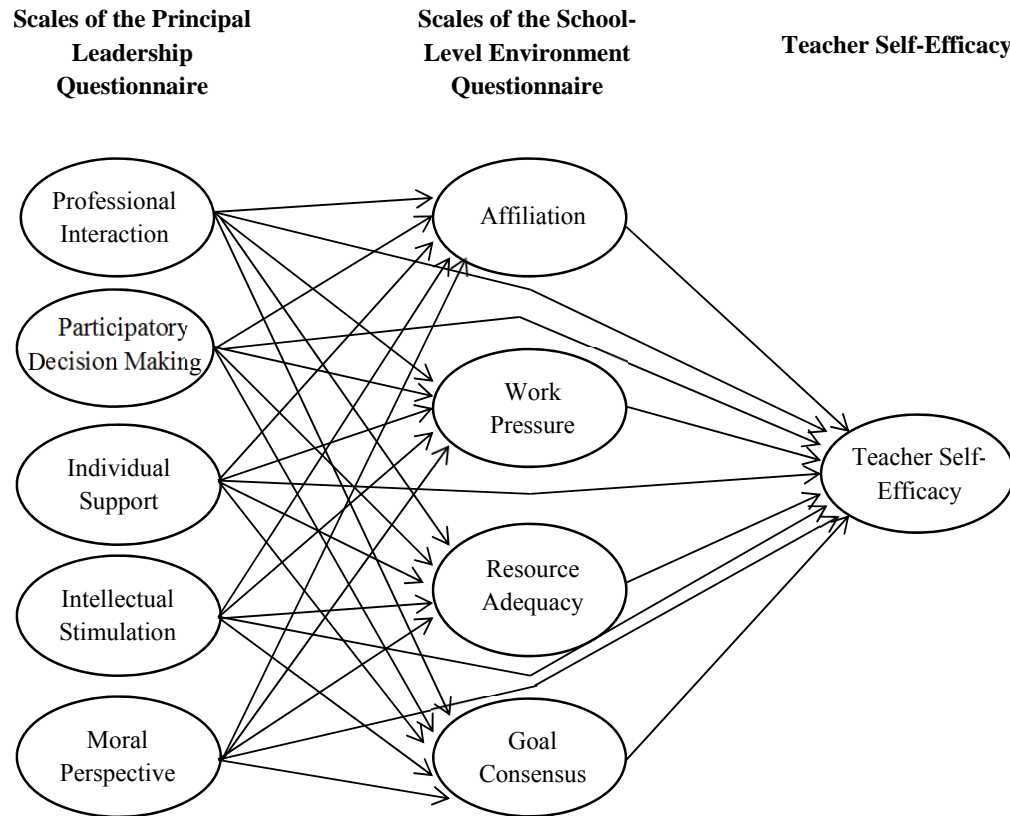 Scales of the Principal
Leadership
Questionnaire
Scales of the School-
Level Environment
Questionnaire
Teacher Self-Efficacy
Professional
Interaction
Participatory
Decision Making
Individual
Support
Intellectual
Stimulation
Moral
Perspective
Affiliation
Work
Pressure
Resource
Adequacy
Goal
Consensus
Teacher Self-
Efficacy